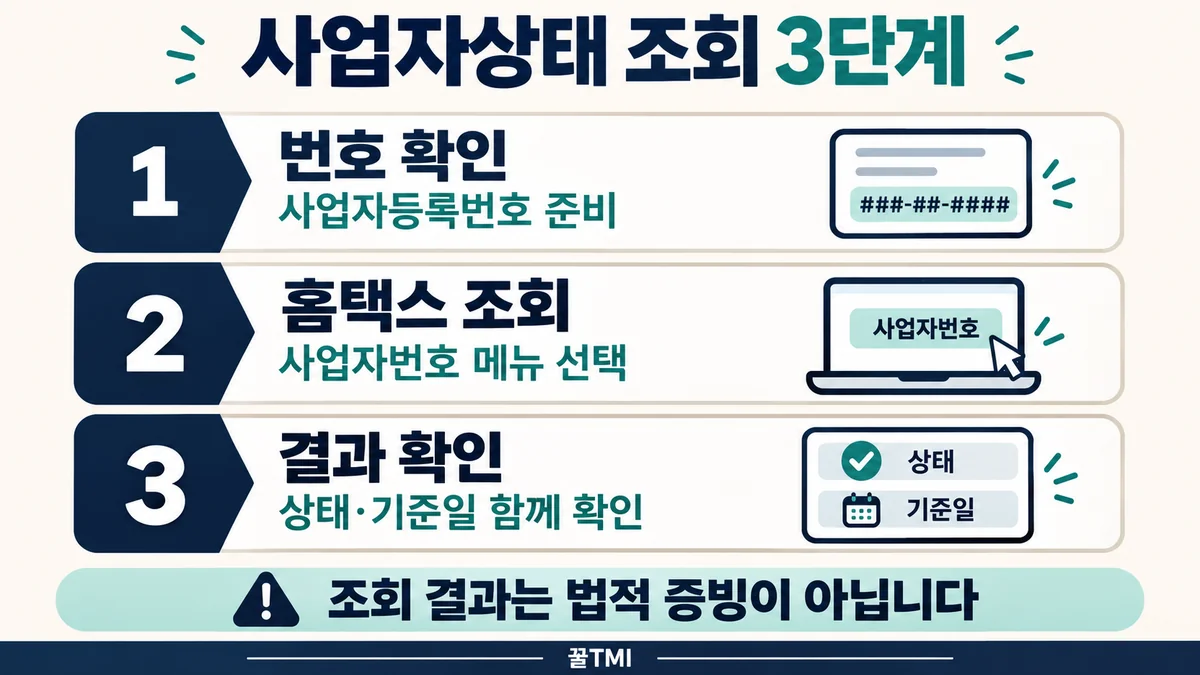 사업자상태 조회 3단계
1
번호 확인
사업자등록번호 준비
###-##-####
2
홈택스 조회
사업자번호 메뉴 선택
사업자번호
3
결과 확인
상태·기준일 함께 확인
상태
기준일
조회 결과는 법적 증빙이 아닙니다
꿀TMI